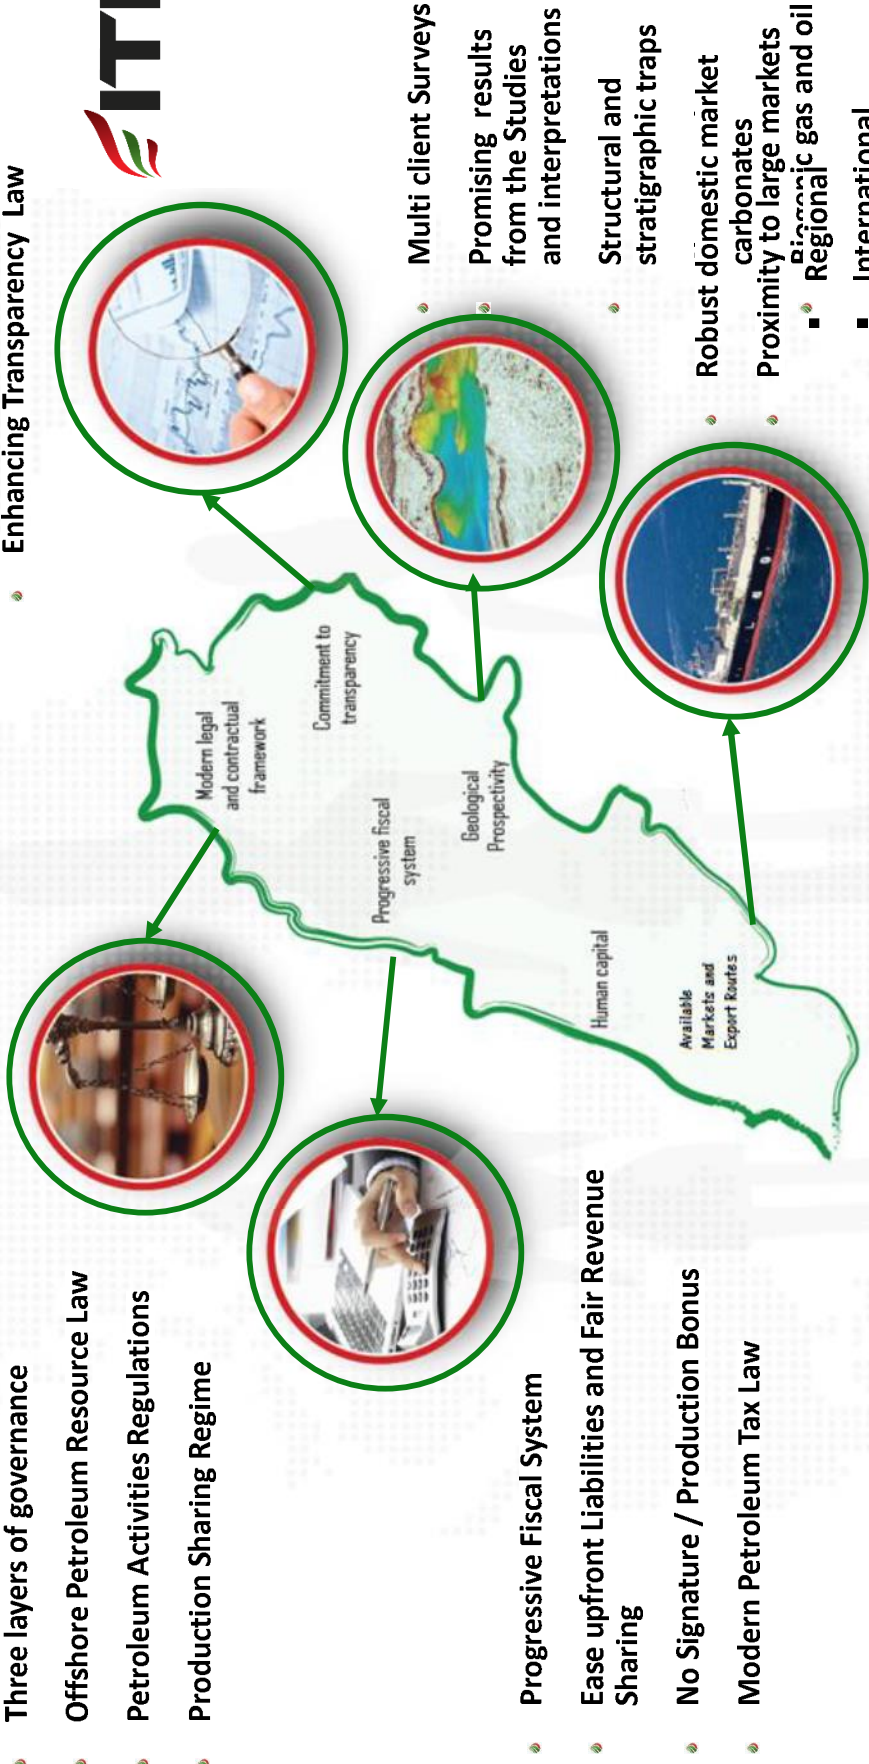 Three layers of governance
Offshore Petroleum Resource Law
Petroleum Activities Regulations
Production Sharing Regime
Progressive Fiscal System
Ease upfront Liabilities and Fair Revenue
Sharing
No Signature / Production Bonus
Modern Petroleum Tax Law
Modern legal
and contractual
framework
Commitment to
transparency
Progressive fiscal
system
Geological
Prospectivity
Human capital
Available
Markets and
Export Routes
Enhancing Transparency Law
Multi client Surveys
Promising results
from the Studies
and interpretations
Structural and
stratigraphic traps
Robust domestic market
carbonates
Proximity to large markets
gas and oil
Regional
International